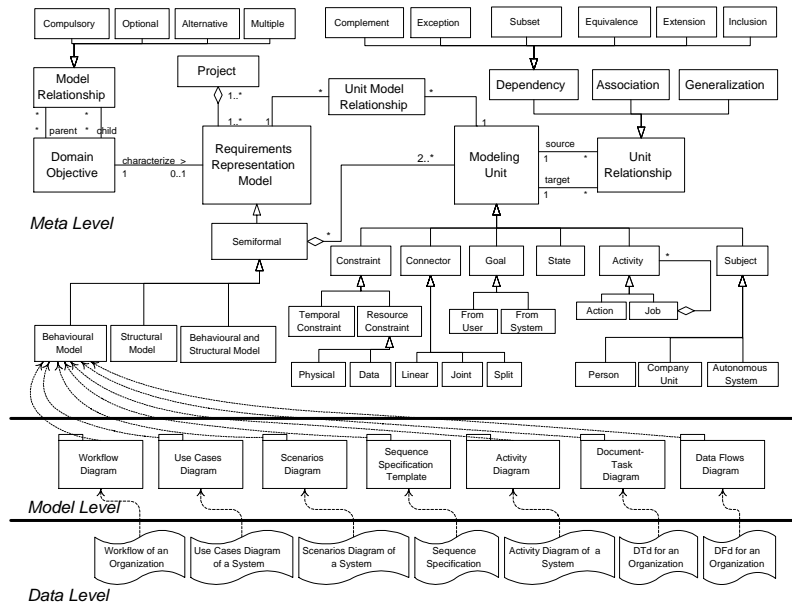 Compulsory
Optional
Alternative
Multiple
Complement
Exception
Subset
Equivalence
Extension
Inclusion
Model
Relationship
Project
Unit Model
Relationship
Dependency
Association
Generalization
*
*
*
parent
*
child
1..*
1..*
1
*
*
1
Domain
Objective
characterize >
1
0..1
Requirements
Representation
Model
2..*
Modeling
Unit
source
1
*
target
1
*
Unit
Relationship
Meta Level
Semiformal
*
Constraint
Connector
Goal
State
Activity
*
Subject
Temporal
Constraint
Resource
Constraint
From
User
From
System
Action
Job
Behavioural
Model
Structural
Model
Behavioural and
Structural Model
Physical
Data
Linear
Joint
Split
Person
Company
Unit
Autonomous
System
Workflow
Diagram
Use Cases
Diagram
Scenarios
Diagram
Sequence
Specification
Template
Activity
Diagram
Document-
Task
Diagram
Data Flows
Diagram
Model Level
Workflow of an
Organization
Use Cases Diagram
of a System
Scenarios Diagram of
a System
Sequence
Specification
Activity Diagram of a
System
DTd for an
Organization
DFd for an
Organization
Data Level